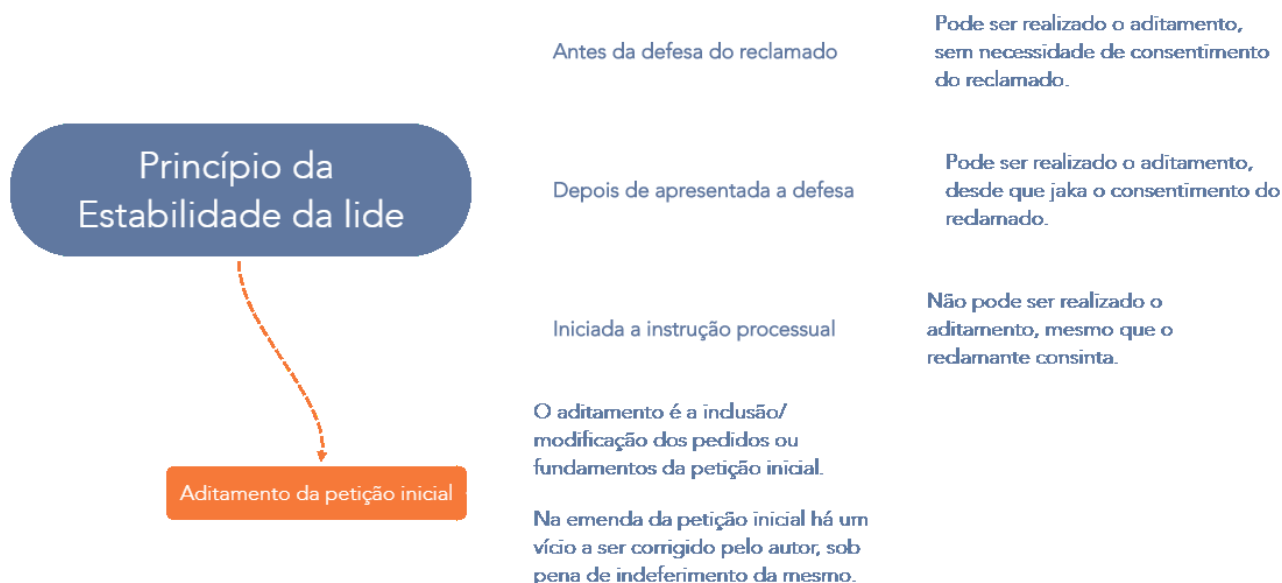 Princípio da
Estabilidade da lide
Antes da defesa do reclamado
Pode ser realizado o aditamento,
sem necessidade de consentimento
do reclamado.
Depois de apresentada a defesa
Pode ser realizado o aditamento,
desde que jaka o consentimento do
reclamado.
Iniciada a instrução processual
Não pode ser realizado o
aditamento, mesmo que o
reclamante consinta.
Aditamento da petição inicial
O aditamento é a inclusão/
modificação dos pedidos ou
fundamentos da petição inicial.
Na emenda da petição inicial há um
vício a ser corrigido pelo autor, sob
pena de indeferimento da mesmo.